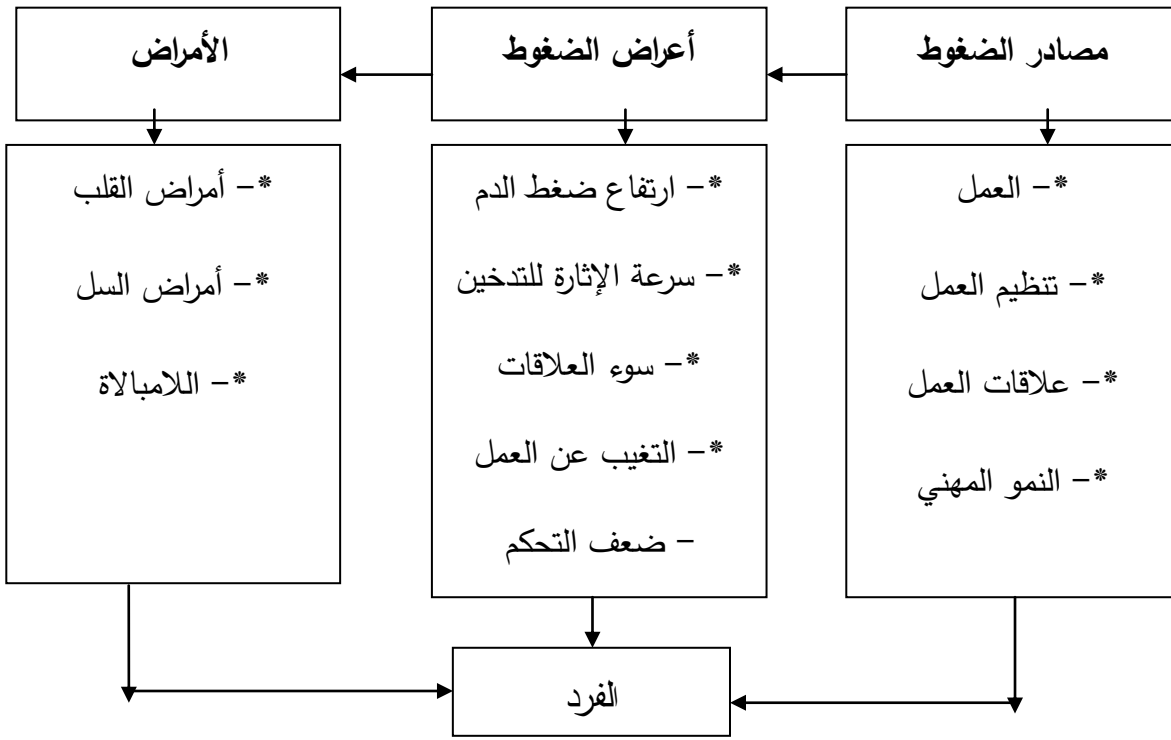 مصادر الضغوط
أعراض الضغوط
الأمراض
*– العمل
*– تنظيم العمل
*– علاقات العمل
*– النمو المهني
*– ارتفاع ضغط الدم
*– سرعة الإثارة للتدخين
*– سوء العلاقات
*– التغيب عن العمل
– ضعف التحكم
*– أمراض القلب
*– أمراض السل
*– اللامبالاة
الفرد